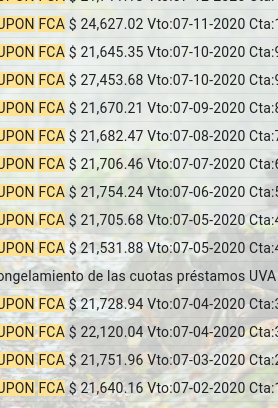 UPON FCA $ 24,627.02 Vto:07-11-2020 Cta:
UPON FCA $ 21,645.35 Vto:07-10-2020 Cta:
UPON FCA $ 27,453.68 Vto:07-10-2020 Cta:
UPON FCA $ 21,670.21 Vto:07-09-2020 Cta:
UPON FCA $ 21,682.47 Vto:07-08-2020 Cta:
UPON FCA $ 21,706.46 Vto:07-07-2020 Cta:
UPON FCA $ 21,754.24 Vto:07-06-2020 Cta:
UPON FCA $ 21,705.68 Vto:07-05-2020 Cta:
UPON FCA $ 21,531.88 Vto:07-05-2020 Cta:
ongelamiento de las cuotas préstamos UVA
UPON FCA $ 21,728.94 Vto:07-04-2020 Cta:
UPON FCA $ 22,120.04 Vto:07-04-2020 Cta:
UPON FCA $ 21,751.96 Vto:07-03-2020 Cta:
UPON FCA $ 21,640.16 Vto:07-02-2020 Cta: